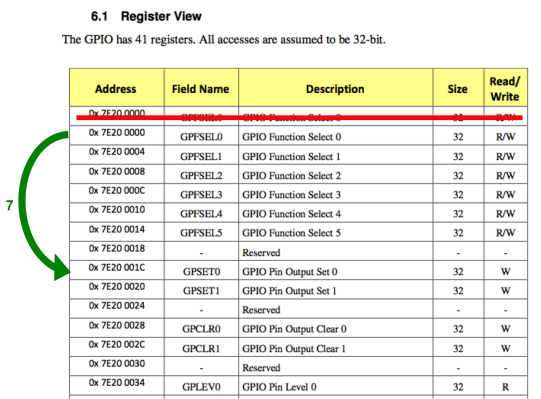 6.1 Register View
The GPIO has 41 registers. All accesses are assumed to be 32-bit.
Address Field Name Description Size Read/
Write
0x 7E20 0000 GPFSEL0 GPIO Function Select 0 32 R/W
0x 7E20 0000 GPFSEL0 GPIO Function Select 0 32 R/W
0x 7E20 0004 GPFSEL1 GPIO Function Select 1 32 R/W
0x 7E20 0008 GPFSEL2 GPIO Function Select 2 32 R/W
0x 7E20 000C GPFSEL3 GPIO Function Select 3 32 R/W
0x 7E20 0010 GPFSEL4 GPIO Function Select 4 32 R/W
7
0x 7E20 0014 GPFSEL5 GPIO Function Select 5 32 R/W
0x 7E20 0018 - Reserved - -
0x 7E20 001C GPSET0 GPIO Pin Output Set 0 32 W
0x 7E20 0020 GPSET1 GPIO Pin Output Set 1 32 W
0x 7E20 0024 - Reserved - -
0x 7E20 0028 GPCLR0 GPIO Pin Output Clear 0 32 W
0x 7E20 002C GPCLR1 GPIO Pin Output Clear 1 32 W
0x 7E20 0030 - Reserved - -
0x 7E20 0034 GPLEV0 GPIO Pin Level 0 32 R